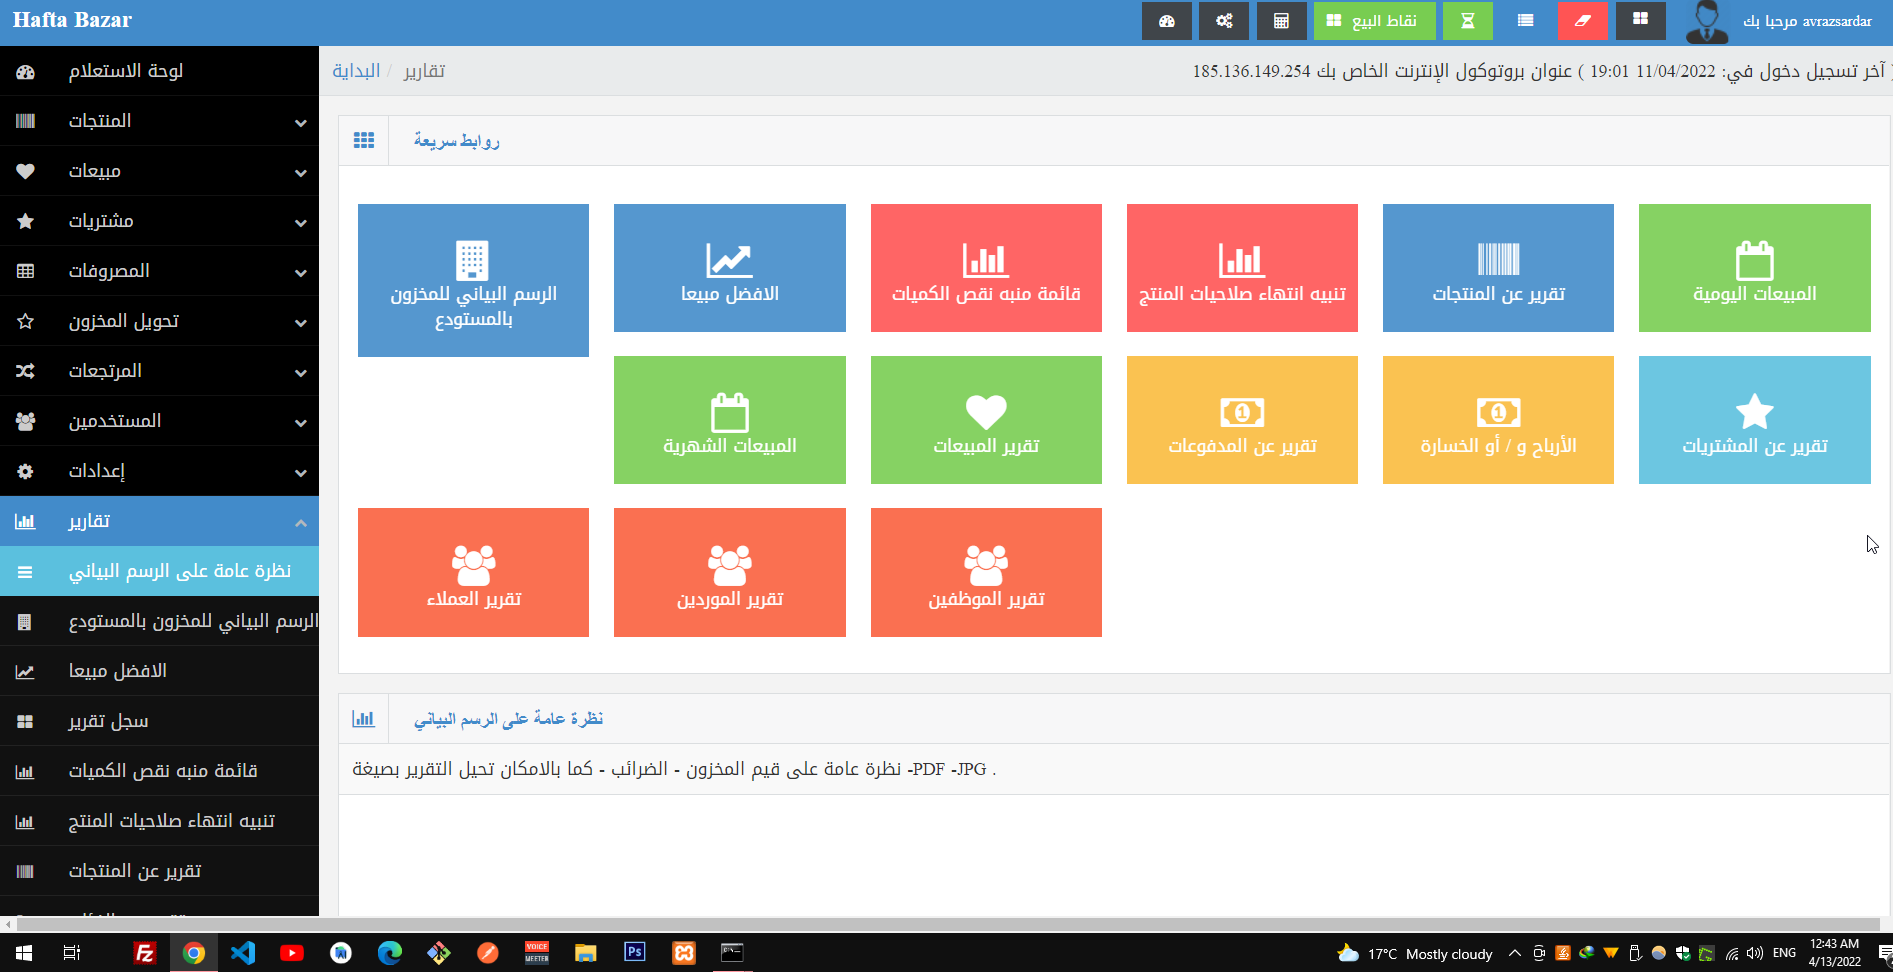 Hafta Bazar
نقاط البيع
مرحبا بك avrazsardar
لوحة الاستعلام
المنتجات
مبيعات
مشتريات
المصروفات
تحويل المخزون
المرتجعات
المستخدمين
إعدادات
تقارير
نظرة عامة على الرسم البياني
الرسم البياني للمخزون بالمستودع
الافضل مبيعا
سجل تقرير
قائمة منبه نقص الكميات
تنبيه انتهاء صلاحيات المنتج
تقرير عن المنتجات
البداية / تقارير
آخر تسجيل دخول في: 11/04/2022 19:01 ) عنوان بروتوكول الإنترنت الخاص بك 185.136.149.254
روابط سريعة
المبيعات اليومية
تقرير عن المنتجات
تنبيه انتهاء صلاحيات المنتج
قائمة منبه نقص الكميات
الافضل مبيعا
الرسم البياني للمخزون
بالمستودع
تقرير عن المشتريات
الأرباح و / أو الخسارة
تقرير عن المدفوعات
تقرير المبيعات
المبيعات الشهرية
تقرير الموظفين
تقرير الموردين
تقرير العملاء
نظرة عامة على الرسم البياني
نظرة عامة على قيم المخزون - الضرائب - كما بالامكان تحيل التقرير بصيغة -PDF -JPG .
VOICE
MEETER
Ps
17°C Mostly cloudy
ENG
12:43 AM
4/13/2022